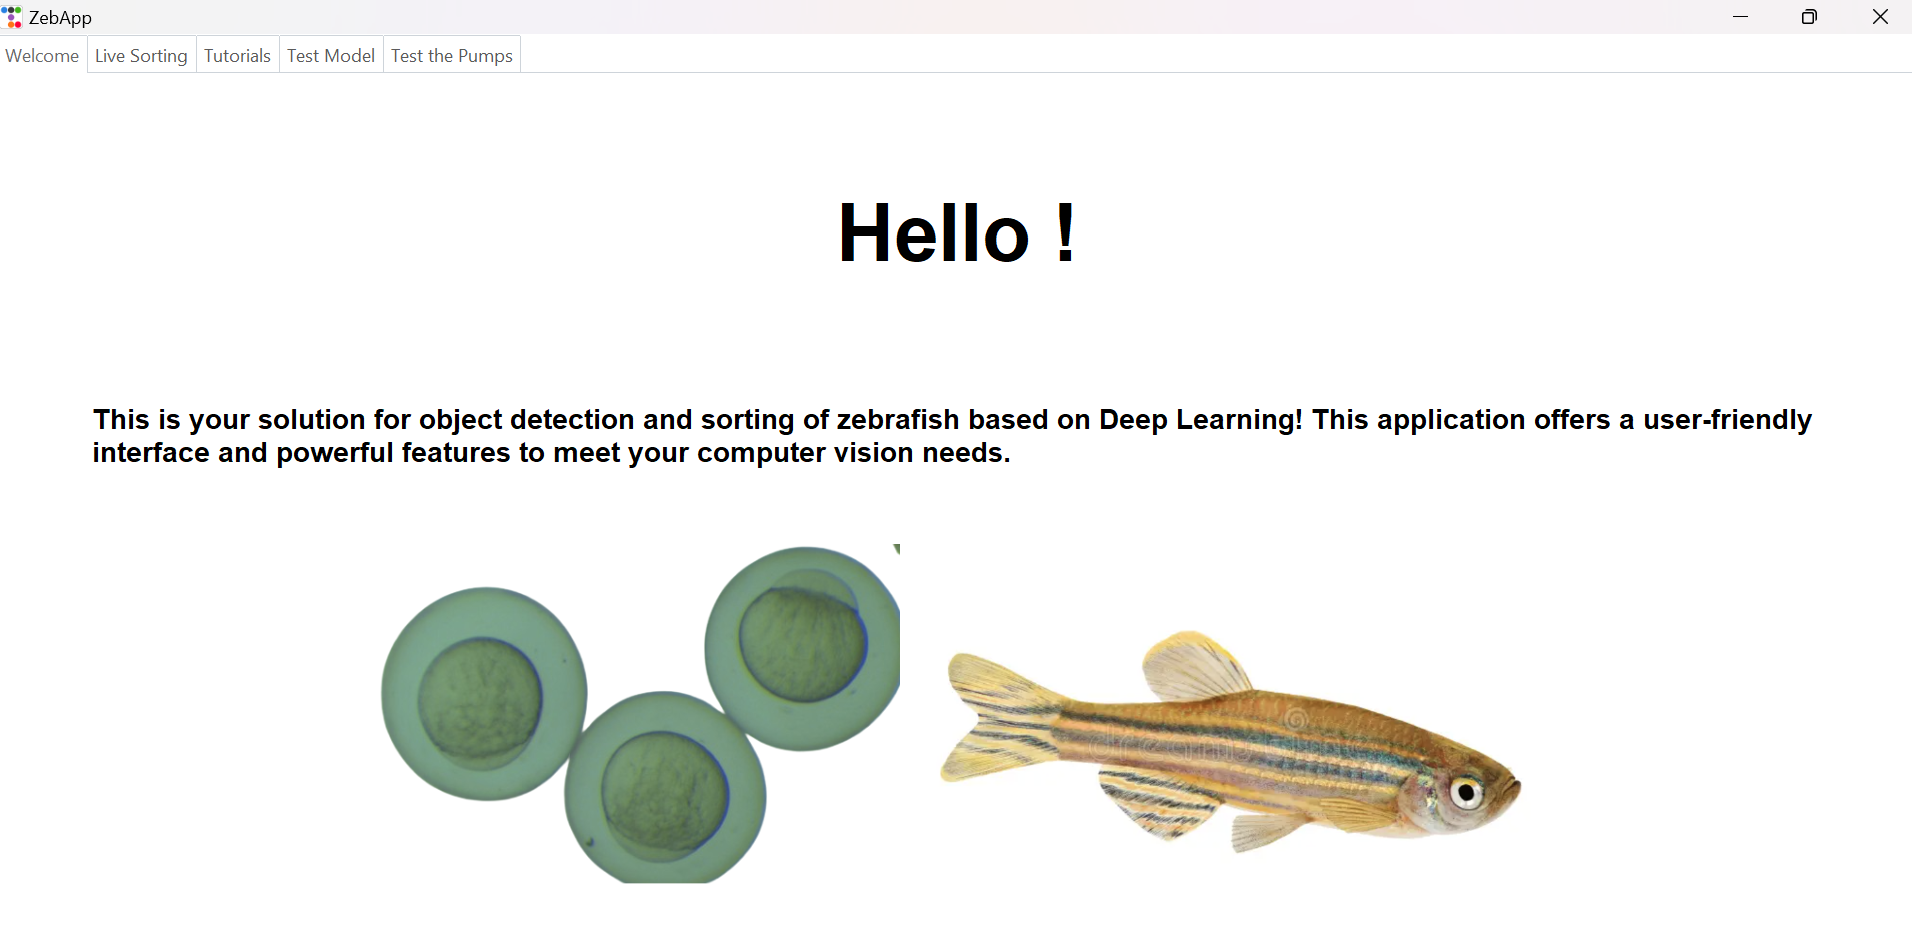 ZebApp
Welcome Live Sorting Tutorials Test Model Test the Pumps
Hello !
This is your solution for object detection and sorting of zebrafish based on Deep Learning! This application offers a user-friendly
interface and powerful features to meet your computer vision needs.